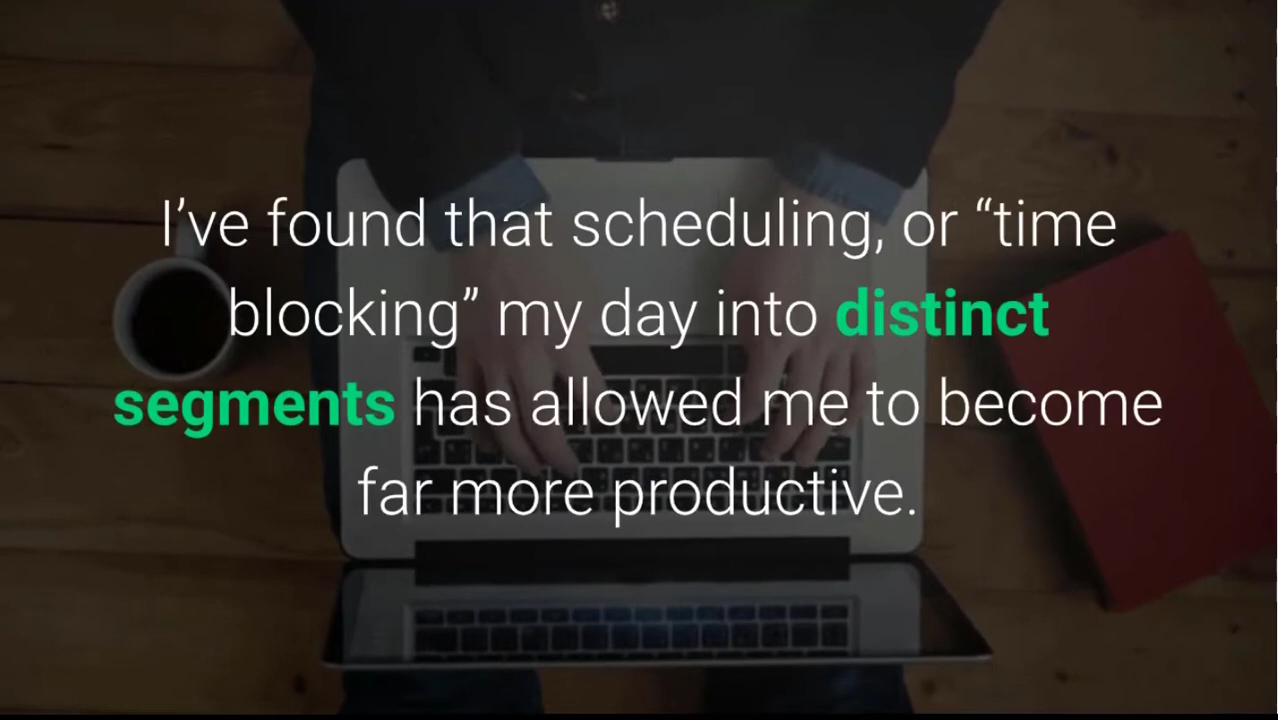 I’ve found that scheduling, or “time
blocking” my day into distinct
segments has allowed me to become
far more productive.